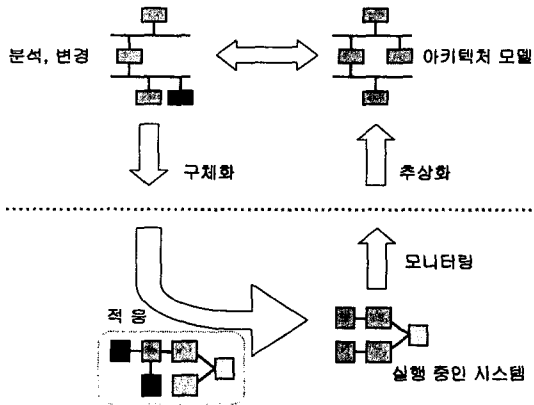 분석, 변경
아키텍처 모델
구체화
추상화
모니터링
적 응
실행 중인 시스템